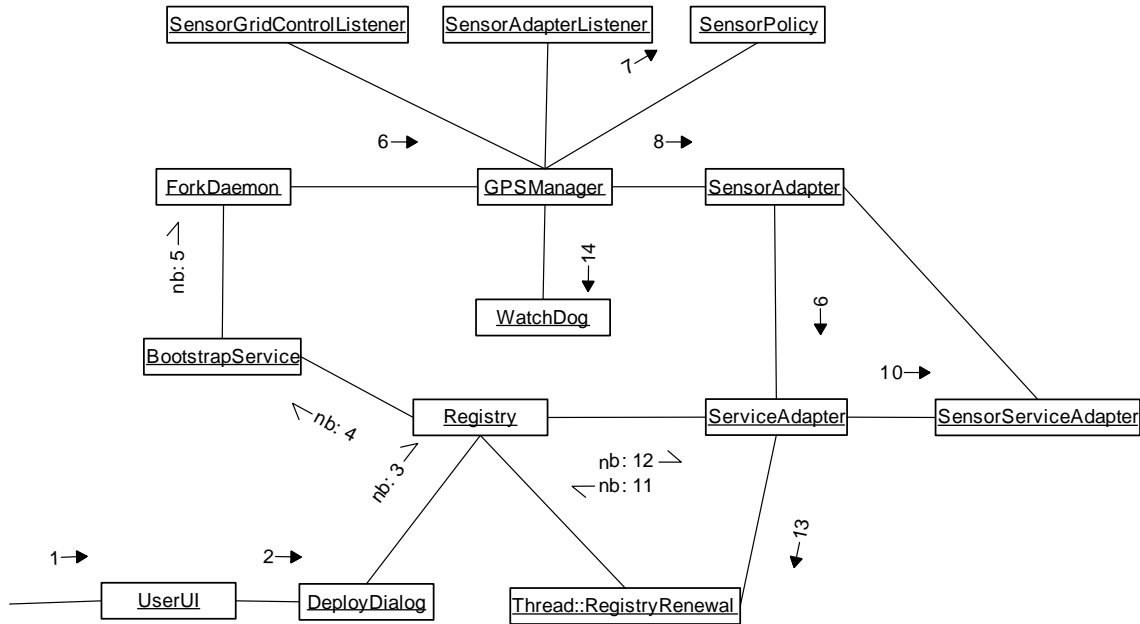 SensorGridControlListener
SensorAdapterListener
SensorPolicy
7
6
8
ForkDaemon
GPSManager
SensorAdapter
nb: 5
14
9
WatchDog
BootstrapService
10
Registry
ServiceAdapter
SensorServiceAdapter
nb: 4
nb: 3
nb: 12
nb: 11
13
1
2
UserUI
DeployDialog
Thread::RegistryRenewal